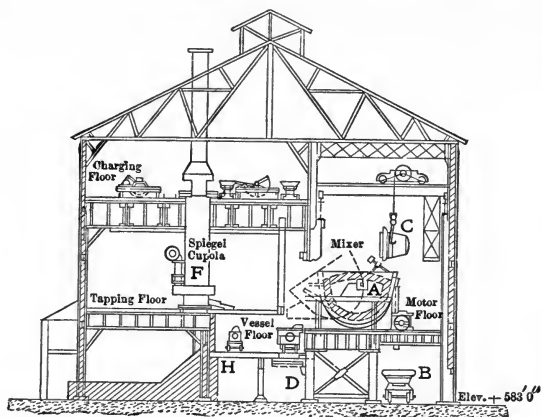 Charging
Floor
C
Spiegel
Cupola
F
Mixer
A
Tapping Floor
Motor
Floor
Vessel
Floor
H
D
B
Elev. + 583' 0"